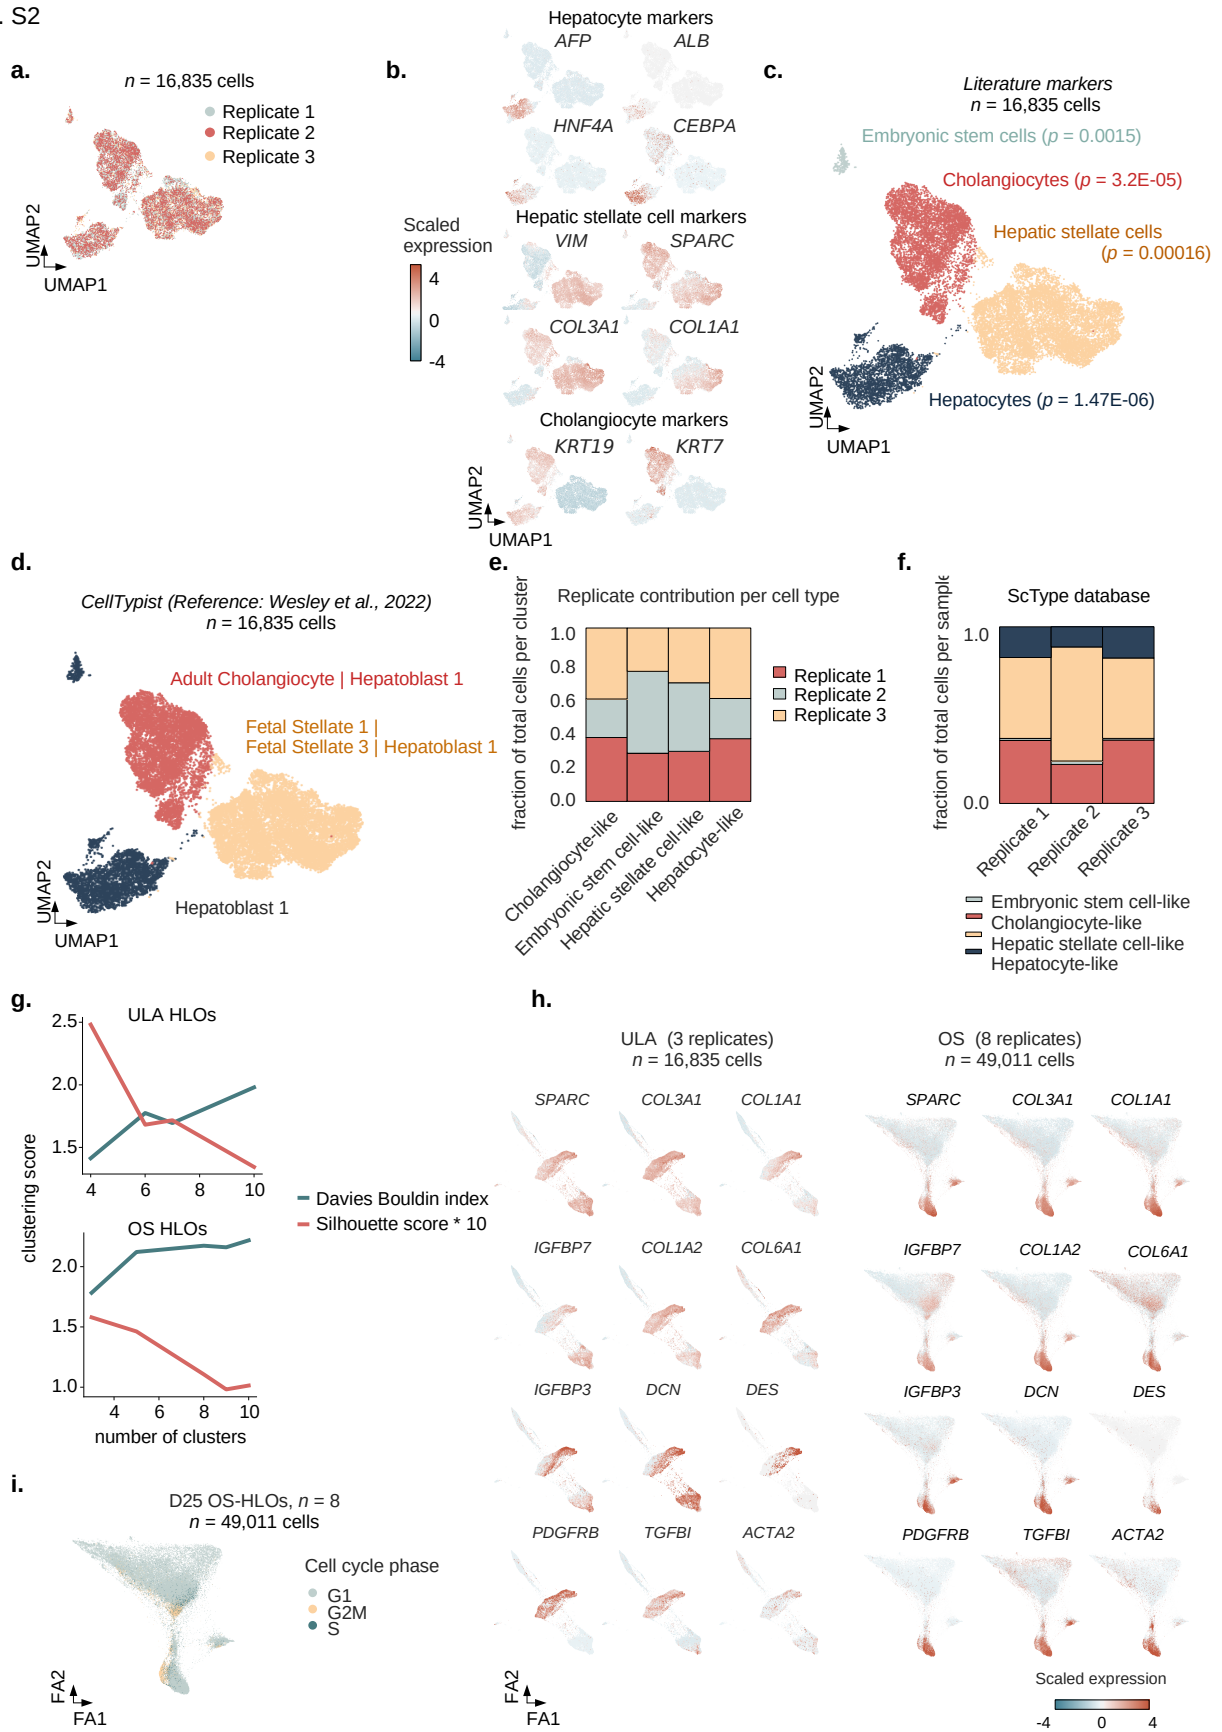 . S2
a.
n = 16,835 cells
Replicate 1
Replicate 2
Replicate 3
UMAP2
UMAP1
b.
Hepatocyte markers
AFP
ALB
HNF4A
CEBPA
Hepatic stellate cell markers
Scaled
expression
4
0
-4
VIM
SPARC
COL3A1
COL1A1
Cholangiocyte markers
KRT19
KRT7
UMAP2
UMAP1
c.
Literature markers
n = 16,835 cells
Embryonic stem cells (p = 0.0015)
Cholangiocytes (p = 3.2E-05)
Hepatic stellate cells
(p = 0.00016)
Hepatocytes (p = 1.47E-06)
UMAP2
UMAP1
d.
CellTypist (Reference: Wesley et al., 2022)
n = 16,835 cells
Adult Cholangiocyte | Hepatoblast 1
Fetal Stellate 1 |
Fetal Stellate 3 | Hepatoblast 1
Hepatoblast 1
UMAP2
UMAP1
e.
Replicate contribution per cell type
fraction of total cells per cluster
1.0
0.8
0.6
0.4
0.2
0.0
Cholangiocyte-like
Embryonic stem cell-like
Hepatic stellate cell-like
Hepatocyte-like
Replicate 1
Replicate 2
Replicate 3
f.
ScType database
fraction of total cells per sample
1.0
0.0
Replicate 1
Replicate 2
Replicate 3
Embryonic stem cell-like
Cholangiocyte-like
Hepatic stellate cell-like
Hepatocyte-like
g.
ULA HLOs
2.5
2.0
1.5
4 6 8 10
clustering score
Davies Bouldin index
Silhouette score * 10
OS HLOs
2.0
1.5
1.0
4 6 8 10
number of clusters
h.
ULA (3 replicates)
n = 16,835 cells
OS (8 replicates)
n = 49,011 cells
SPARC COL3A1 COL1A1 SPARC COL3A1 COL1A1
IGFBP7 COL1A2 COL6A1 IGFBP7 COL1A2 COL6A1
IGFBP3 DCN DES IGFBP3 DCN DES
PDGFRB TGFBI ACTA2 PDGFRB TGFBI ACTA2
FA2
FA1
Scaled expression
-4 0 4
i.
D25 OS-HLOs, n = 8
n = 49,011 cells
Cell cycle phase
G1
G2M
S
FA2
FA1